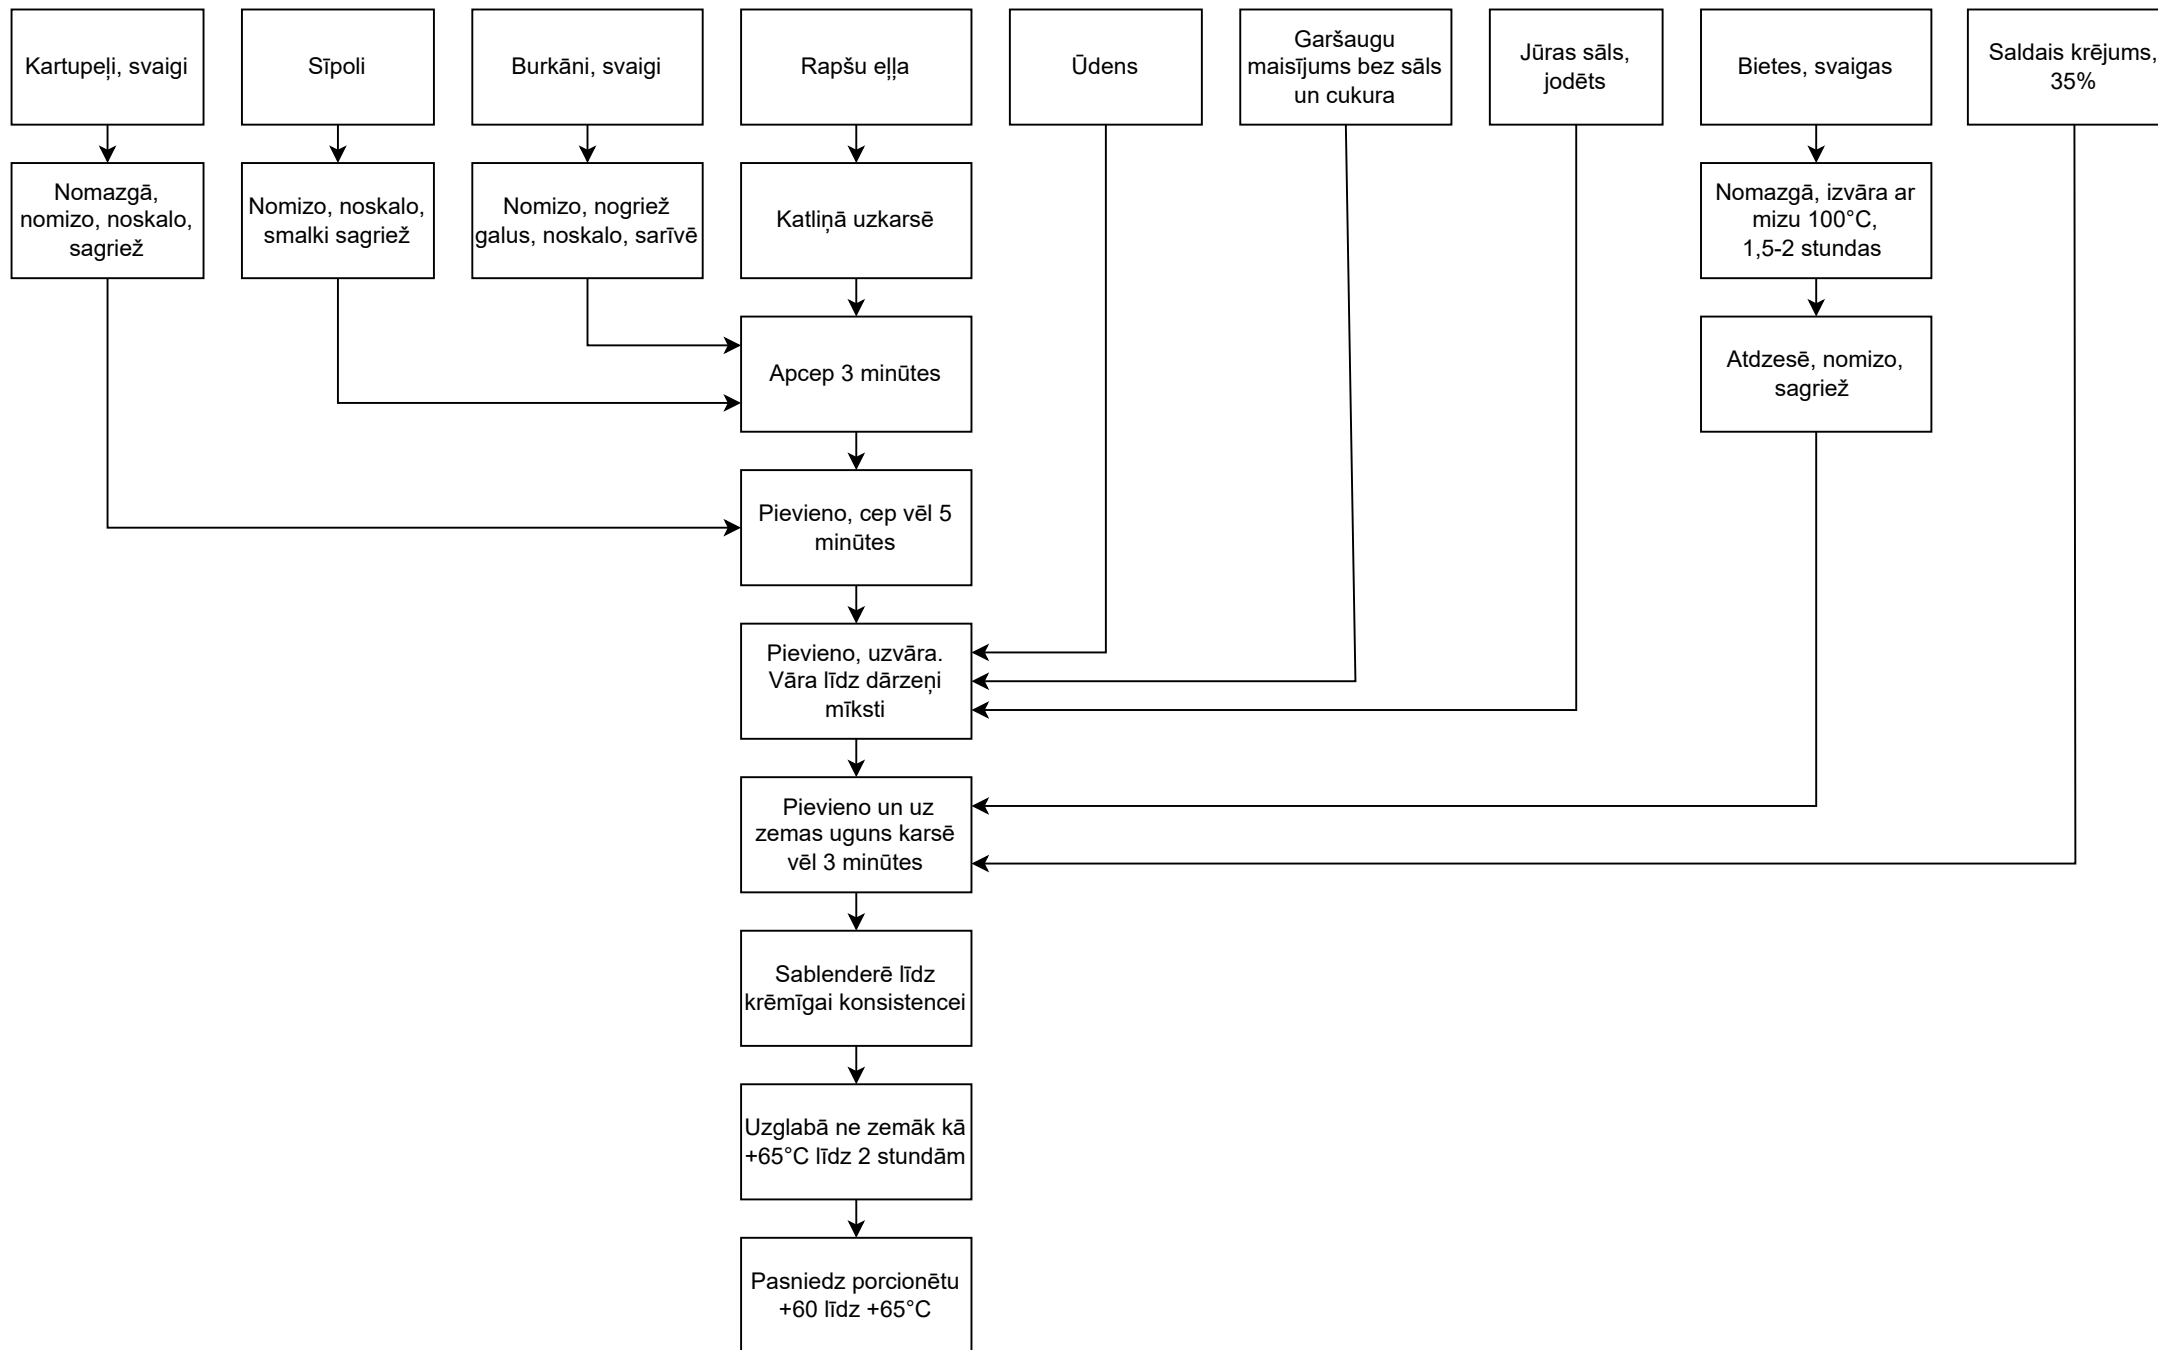 Kartupeļi, svaigi
Sīpoli
Burkāni, svaigi
Rapšu eļļa
Ūdens
Garšaugu
maisījums bez sāls
un cukura
Jūras sāls,
jodēts
Bietes, svaigas
Saldais krējums,
35%
Nomazgā,
nomizo, noskalo,
sagriež
Nomizo, noskalo,
smalki sagriež
Nomizo, nogriež
galus, noskalo, sarīvē
Katliņā uzkarsē
Nomazgā, izvāra ar
mizu 100°C,
1,5-2 stundas
Apcep 3 minūtes
Atdzesē, nomizo,
sagriež
Pievieno, cep vēl 5
minūtes
Pievieno, uzvāra.
Vāra līdz dārzeņi
mīksti
Pievieno un uz
zemas uguns karsē
vēl 3 minūtes
Sablenderē līdz
krēmīgai konsistencei
Uzglabā ne zemāk kā
+65°C līdz 2 stundām
Pasniedz porcionētu
+60 līdz +65°C